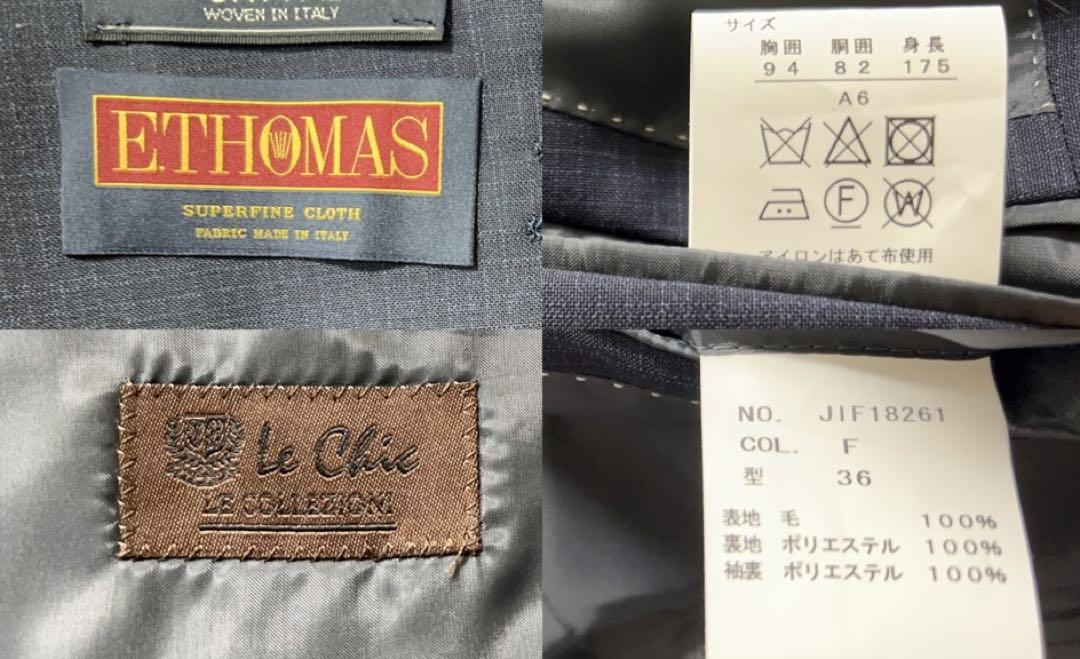 WOVEN IN ITALY
E.THOMAS
SUPERFINE CLOTH
FABRIC MADE IN ITALY
サイズ
胸囲 胴囲 身長
94 82 175
A6
F
W
アイロンはあて布使用
Le Chic
LE COLLEZIONI
NO. JIF18261
COL. F
型 36
表地 毛 100%
裏地 ポリエステル 100%
袖裏 ポリエステル 100%